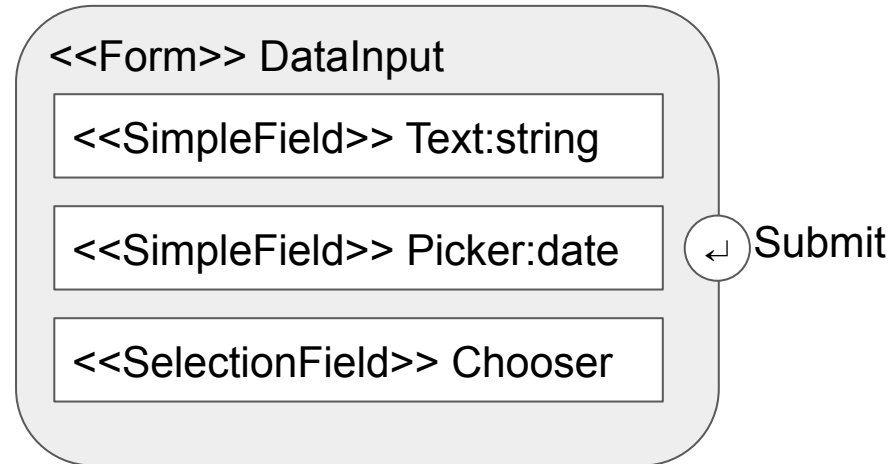 <<Form>> DataInput
<<SimpleField>> Text:string
<<SimpleField>> Picker:date
↵ Submit
<<SelectionField>> Chooser